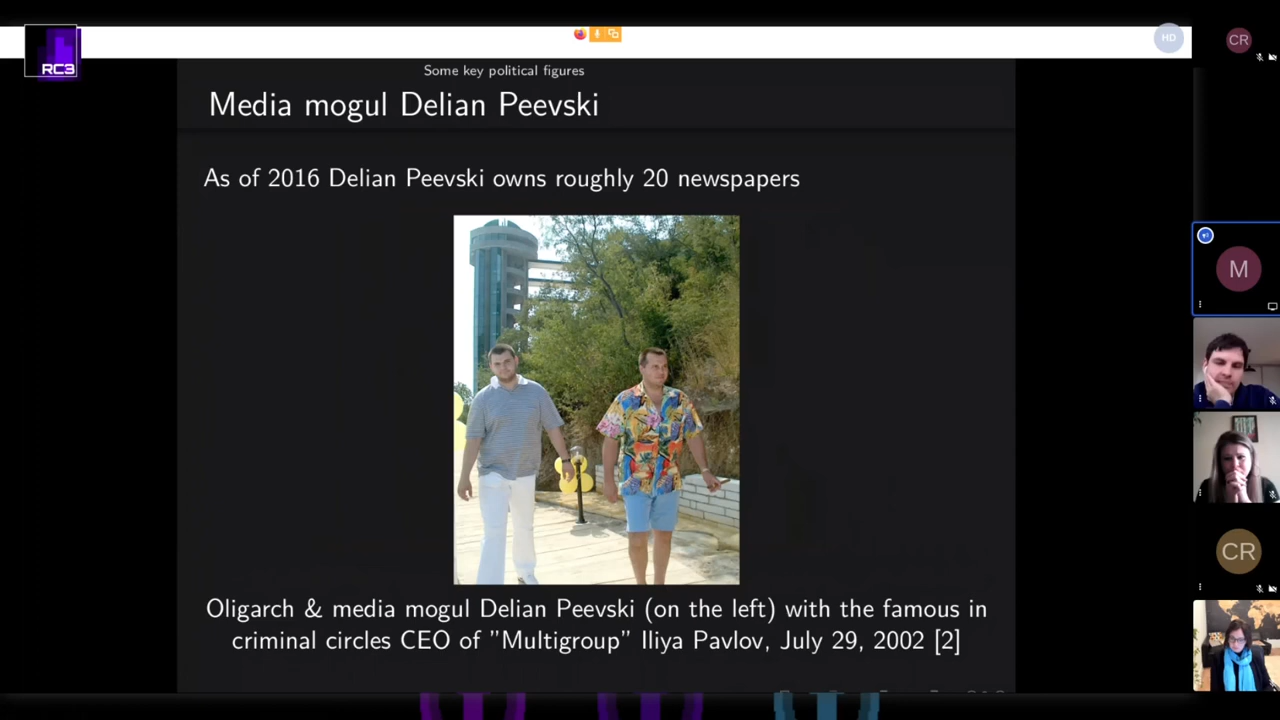 RC3
HD
CR
Some key political figures
Media mogul Delian Peevski
As of 2016 Delian Peevski owns roughly 20 newspapers
M
CR
Oligarch & media mogul Delian Peevski (on the left) with the famous in
criminal circles CEO of "Multigroup" Iliya Pavlov, July 29, 2002 [2]